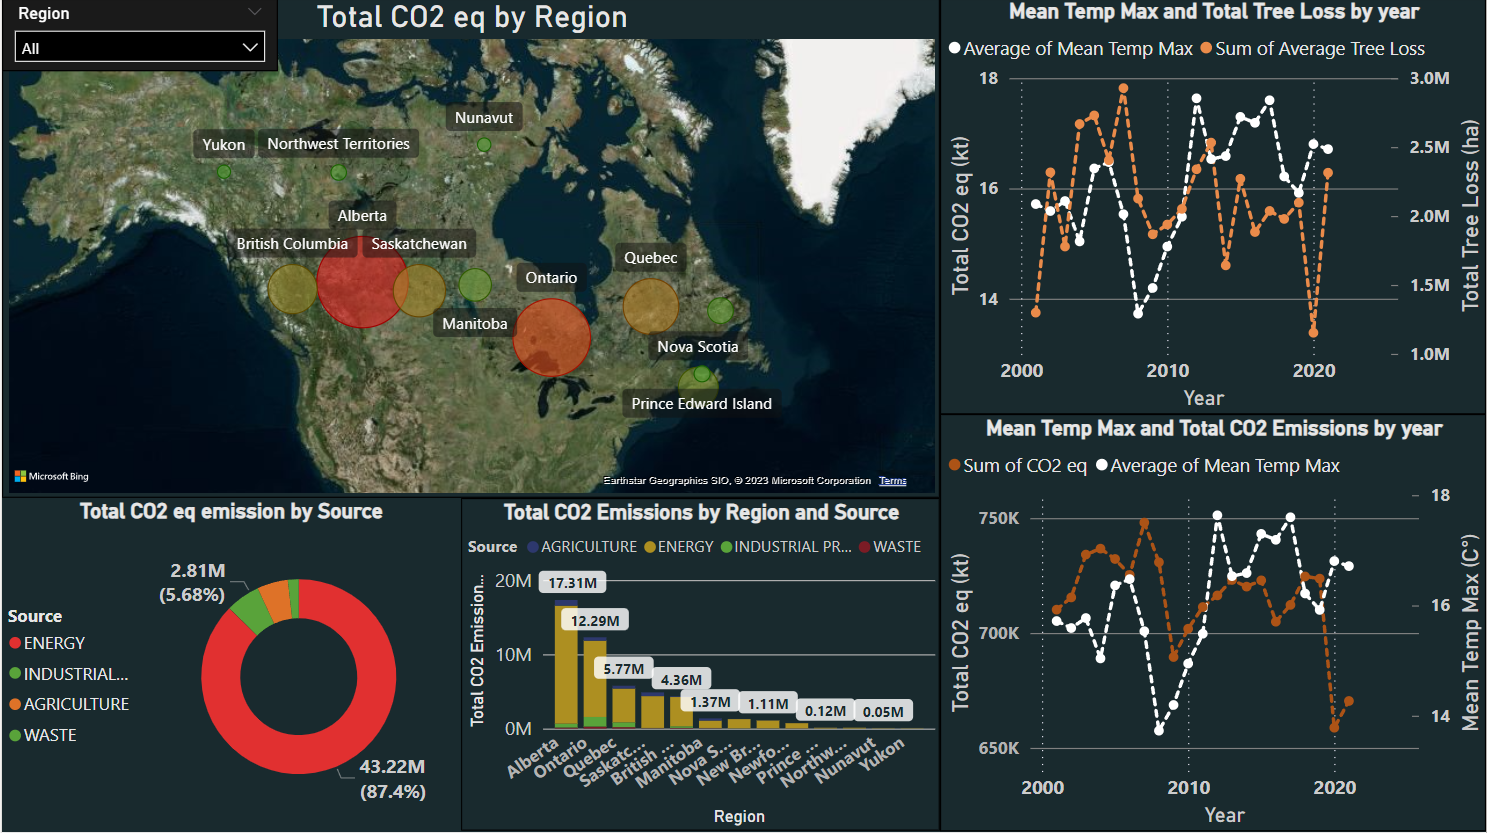 Region
All
Total CO2 eq by Region
Nunavut
Yukon
Northwest Territories
Alberta
British Columbia
Saskatchewan
Quebec
Ontario
Manitoba
Nova Scotia
Prince Edward Island
Microsoft Bing
Earthstar Geographics SIO, © 2023 Microsoft Corporation Terms
Mean Temp Max and Total Tree Loss by year
Average of Mean Temp Max Sum of Average Tree Loss
18
16
14
Total CO2 eq (kt)
3.0M
2.5M
2.0M
1.5M
1.0M
Total Tree Loss (ha)
2000 2010 2020
Year
Total CO2 eq emission by Source
2.81M
(5.68%)
Source
ENERGY
INDUSTRIAL...
AGRICULTURE
WASTE
43.22M
(87.4%)
Total CO2 Emissions by Region and Source
Source AGRICULTURE ENERGY INDUSTRIAL PR... WASTE
Total CO2 Emission...
20M
10M
0M
17.31M
12.29M
5.77M
4.36M
1.37M
1.11M
0.12M
0.05M
Alberta
Ontario
Quebec
Saskatc...
British ...
Manitoba
Nova S...
New Br...
Newfo...
Prince ...
Northw...
Nunavut
Yukon
Region
Mean Temp Max and Total CO2 Emissions by year
Sum of CO2 eq Average of Mean Temp Max
750K
700K
650K
Total CO2 eq (kt)
18
16
14
Mean Temp Max (C°)
2000 2010 2020
Year